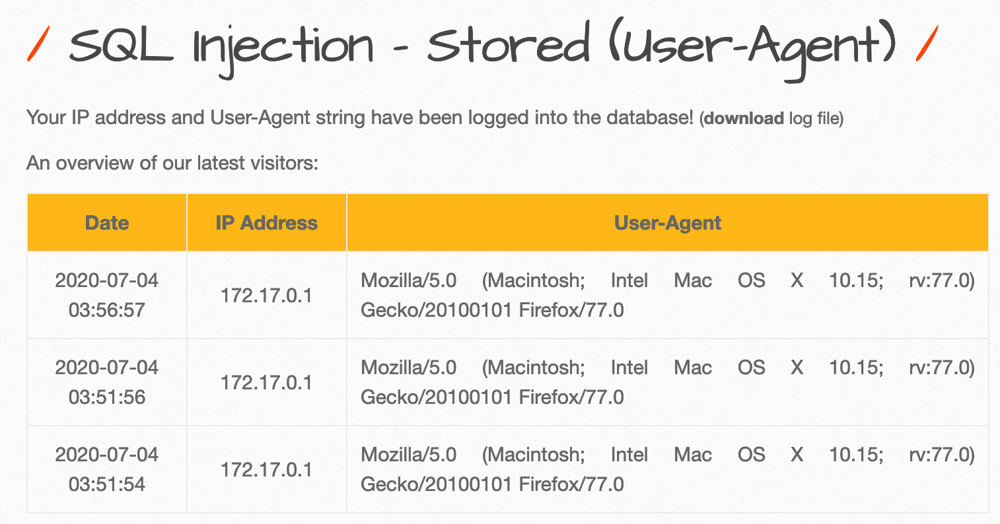 / SQL Injection - Stored (User-Agent) /
Your IP address and User-Agent string have been logged into the database! (download log file)
An overview of our latest visitors:
Date IP Address User-Agent
2020-07-04
03:56:57
172.17.0.1
Mozilla/5.0 (Macintosh; Intel Mac OS X 10.15; rv:77.0)
Gecko/20100101 Firefox/77.0
2020-07-04
03:51:56
172.17.0.1
Mozilla/5.0 (Macintosh; Intel Mac OS X 10.15; rv:77.0)
Gecko/20100101 Firefox/77.0
2020-07-04
03:51:54
172.17.0.1
Mozilla/5.0 (Macintosh; Intel Mac OS X 10.15; rv:77.0)
Gecko/20100101 Firefox/77.0